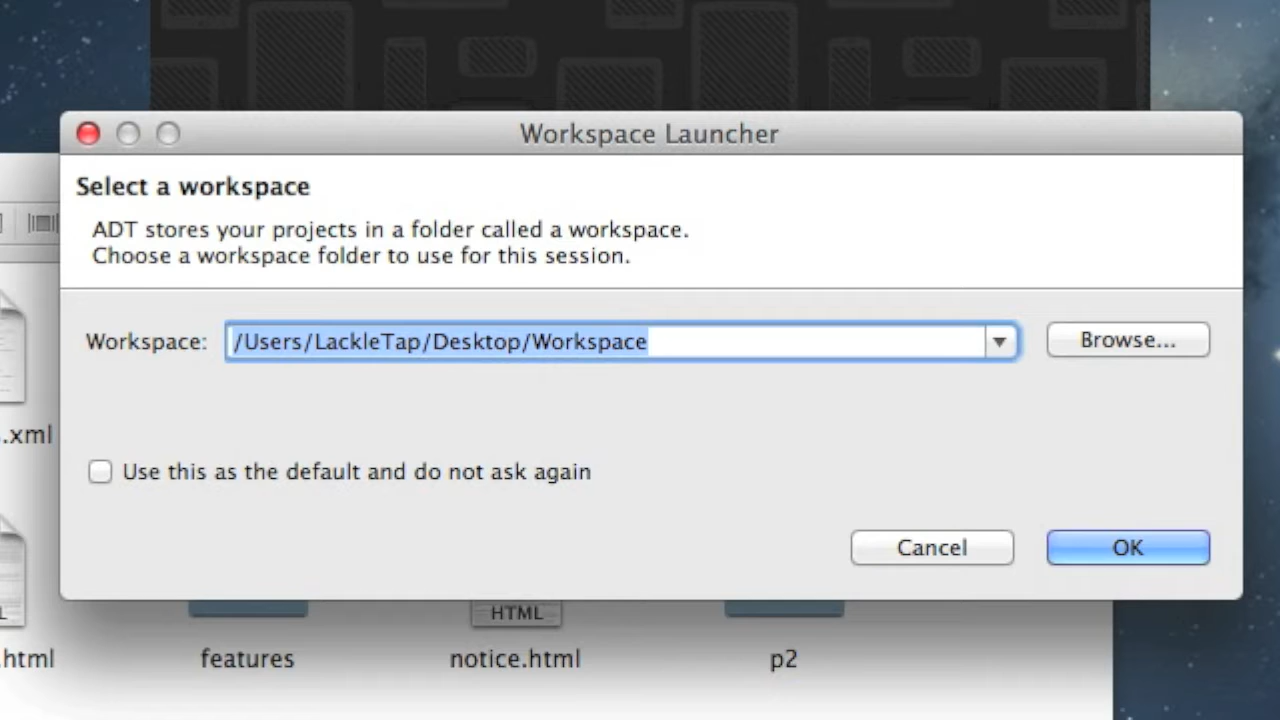 Workspace Launcher
Select a workspace
ADT stores your projects in a folder called a workspace.
Choose a workspace folder to use for this session.
Workspace: /Users/LackleTap/Desktop/Workspace Browse...
.xml
Use this as the default and do not ask again
Cancel OK
HTML
.html features notice.html p2